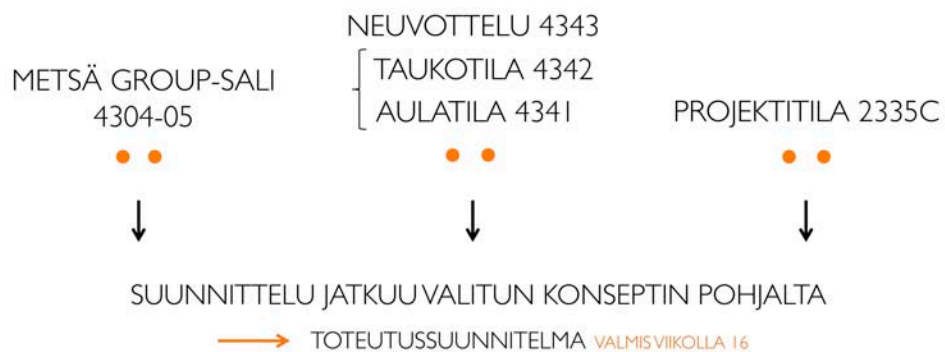 METSÄ GROUP-SALI
4304-05
NEUVOTTELU 4343
TAUKOTILA 4342
AULATILA 4341
PROJEKTITILA 2335C
SUUNNITTELU JATKUU VALITUN KONSEPTIN POHJALTA
TOTEUTUSSUUNNITELMA VALMIS VIIKOLLA 16